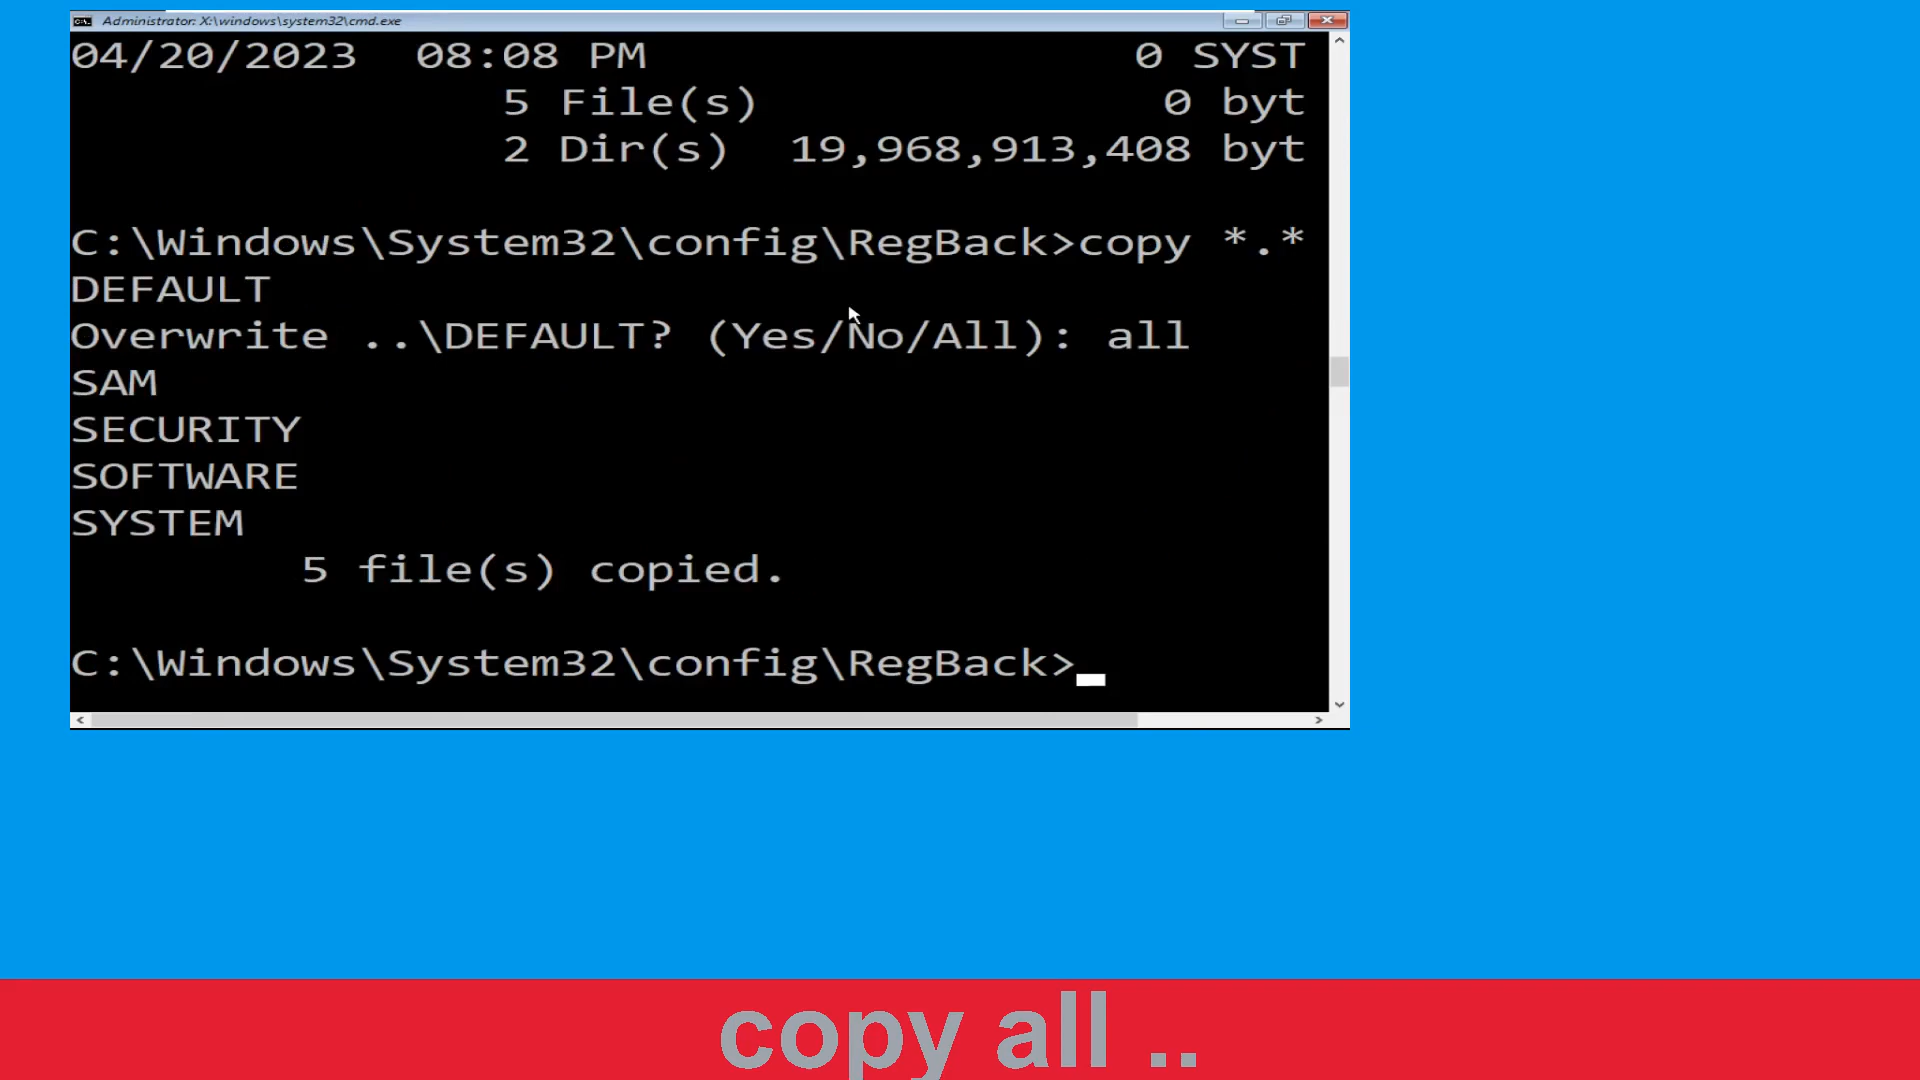 Administrator: X:\windows\system32\cmd.exe
04/20/2023 08:08 PM 0 SYST
5 File(s) 0 byt
2 Dir(s) 19,968,913,408 byt
C:\Windows\System32\config\RegBack>copy *.*
DEFAULT
Overwrite ..\DEFAULT? (Yes/No/All): all
SAM
SECURITY
SOFTWARE
SYSTEM
5 file(s) copied.
C:\Windows\System32\config\RegBack>
copy all ..